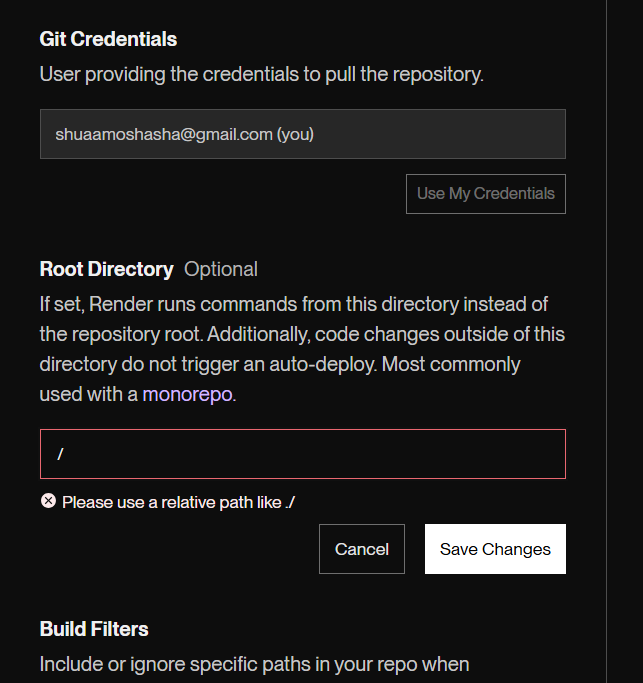 Git Credentials
User providing the credentials to pull the repository.
shuaamoshasha@gmail.com (you)
Use My Credentials
Root Directory Optional
If set, Render runs commands from this directory instead of
the repository root. Additionally, code changes outside of this
directory do not trigger an auto-deploy. Most commonly
used with a monorepo.
/
Please use a relative path like ./
Cancel Save Changes
Build Filters
Include or ignore specific paths in your repo when